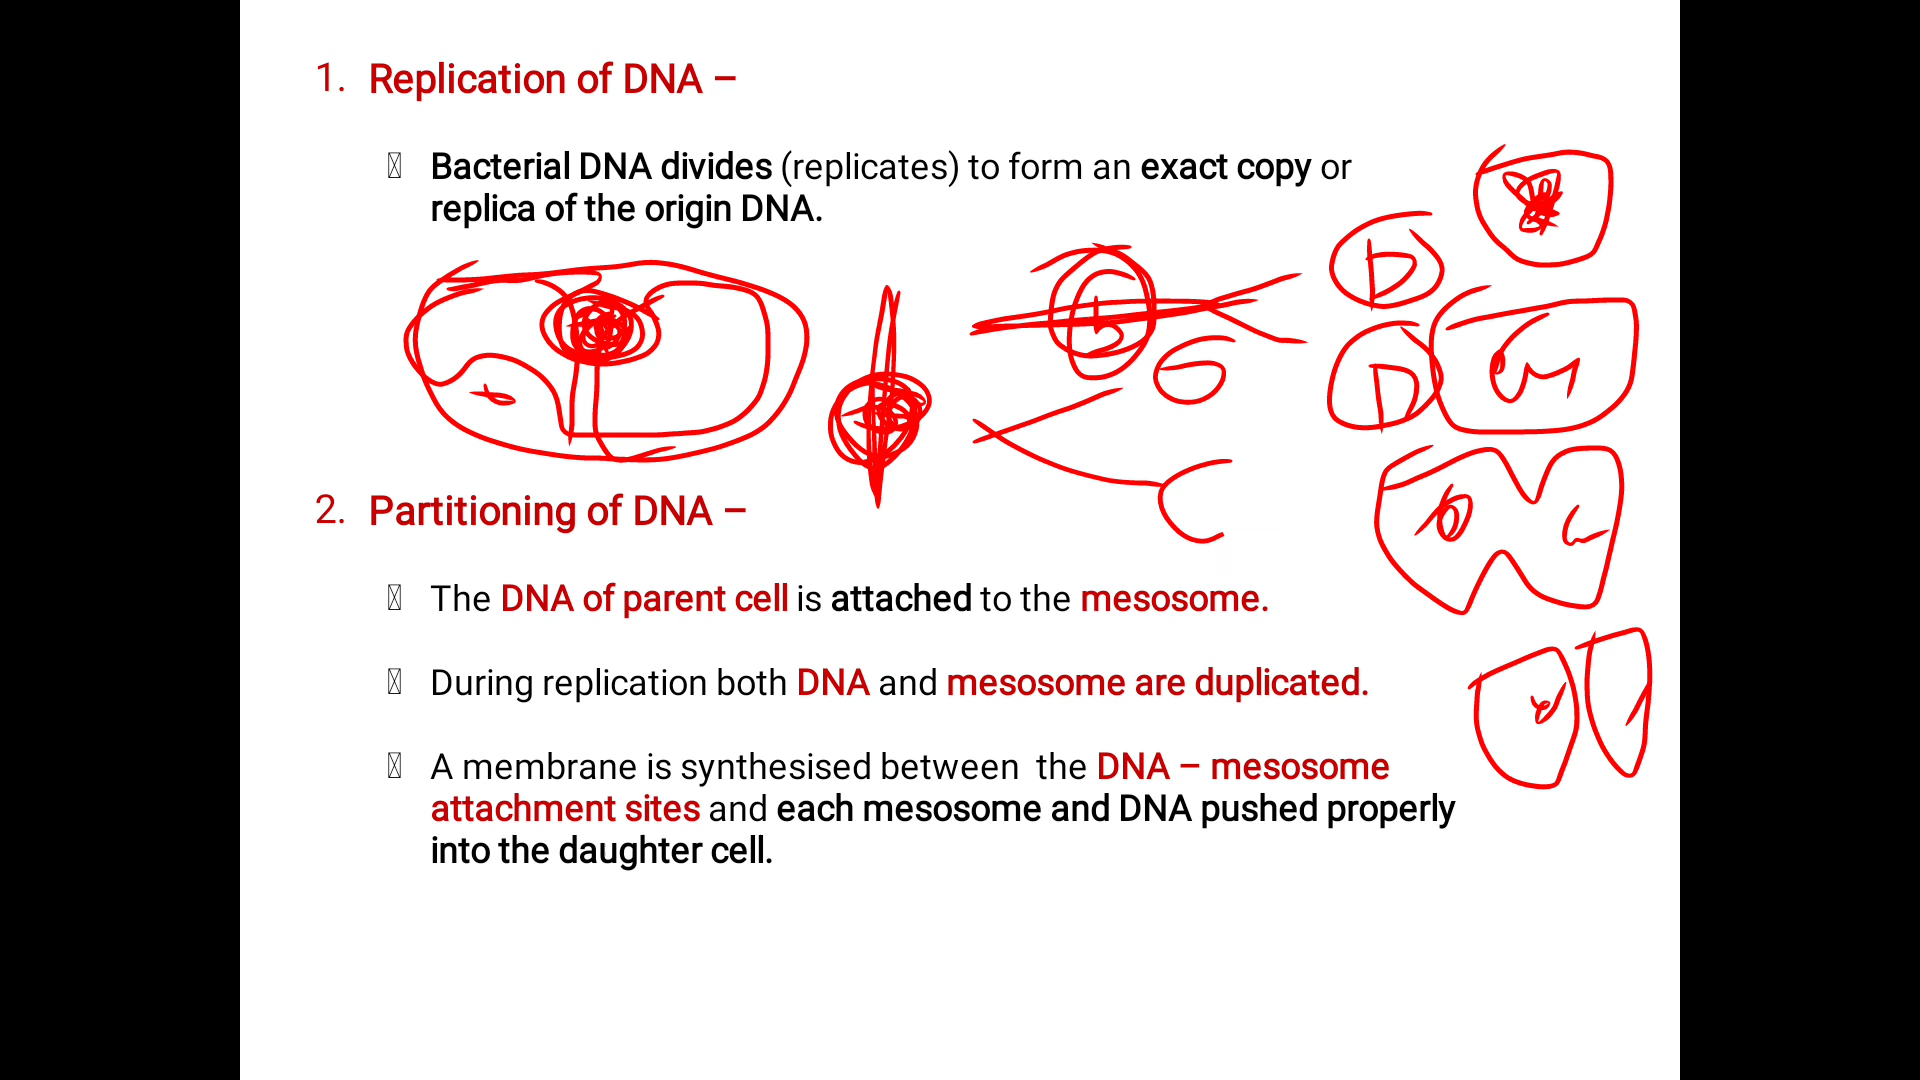 1. Replication of DNA –
Bacterial DNA divides (replicates) to form an exact copy or
replica of the origin DNA.
D
D
2. Partitioning of DNA –
The DNA of parent cell is attached to the mesosome.
During replication both DNA and mesosome are duplicated.
A membrane is synthesised between the DNA – mesosome
attachment sites and each mesosome and DNA pushed properly
into the daughter cell.